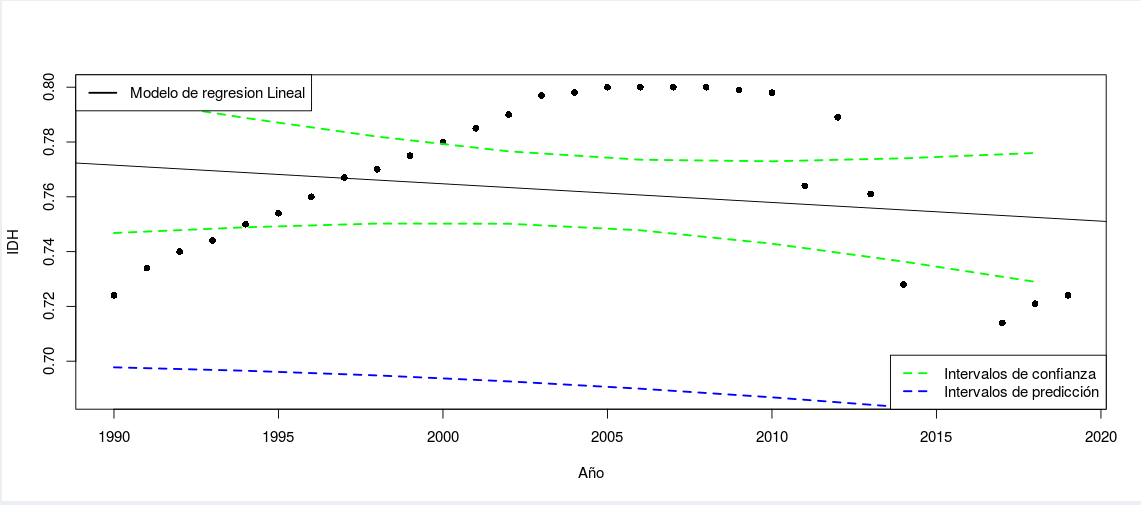 Modelo de regresion Lineal
0.80
0.78
0.76
0.74
0.72
0.70
IDH
Intervalos de confianza
Intervalos de predicción
1990 1995 2000 2005 2010 2015 2020
Año